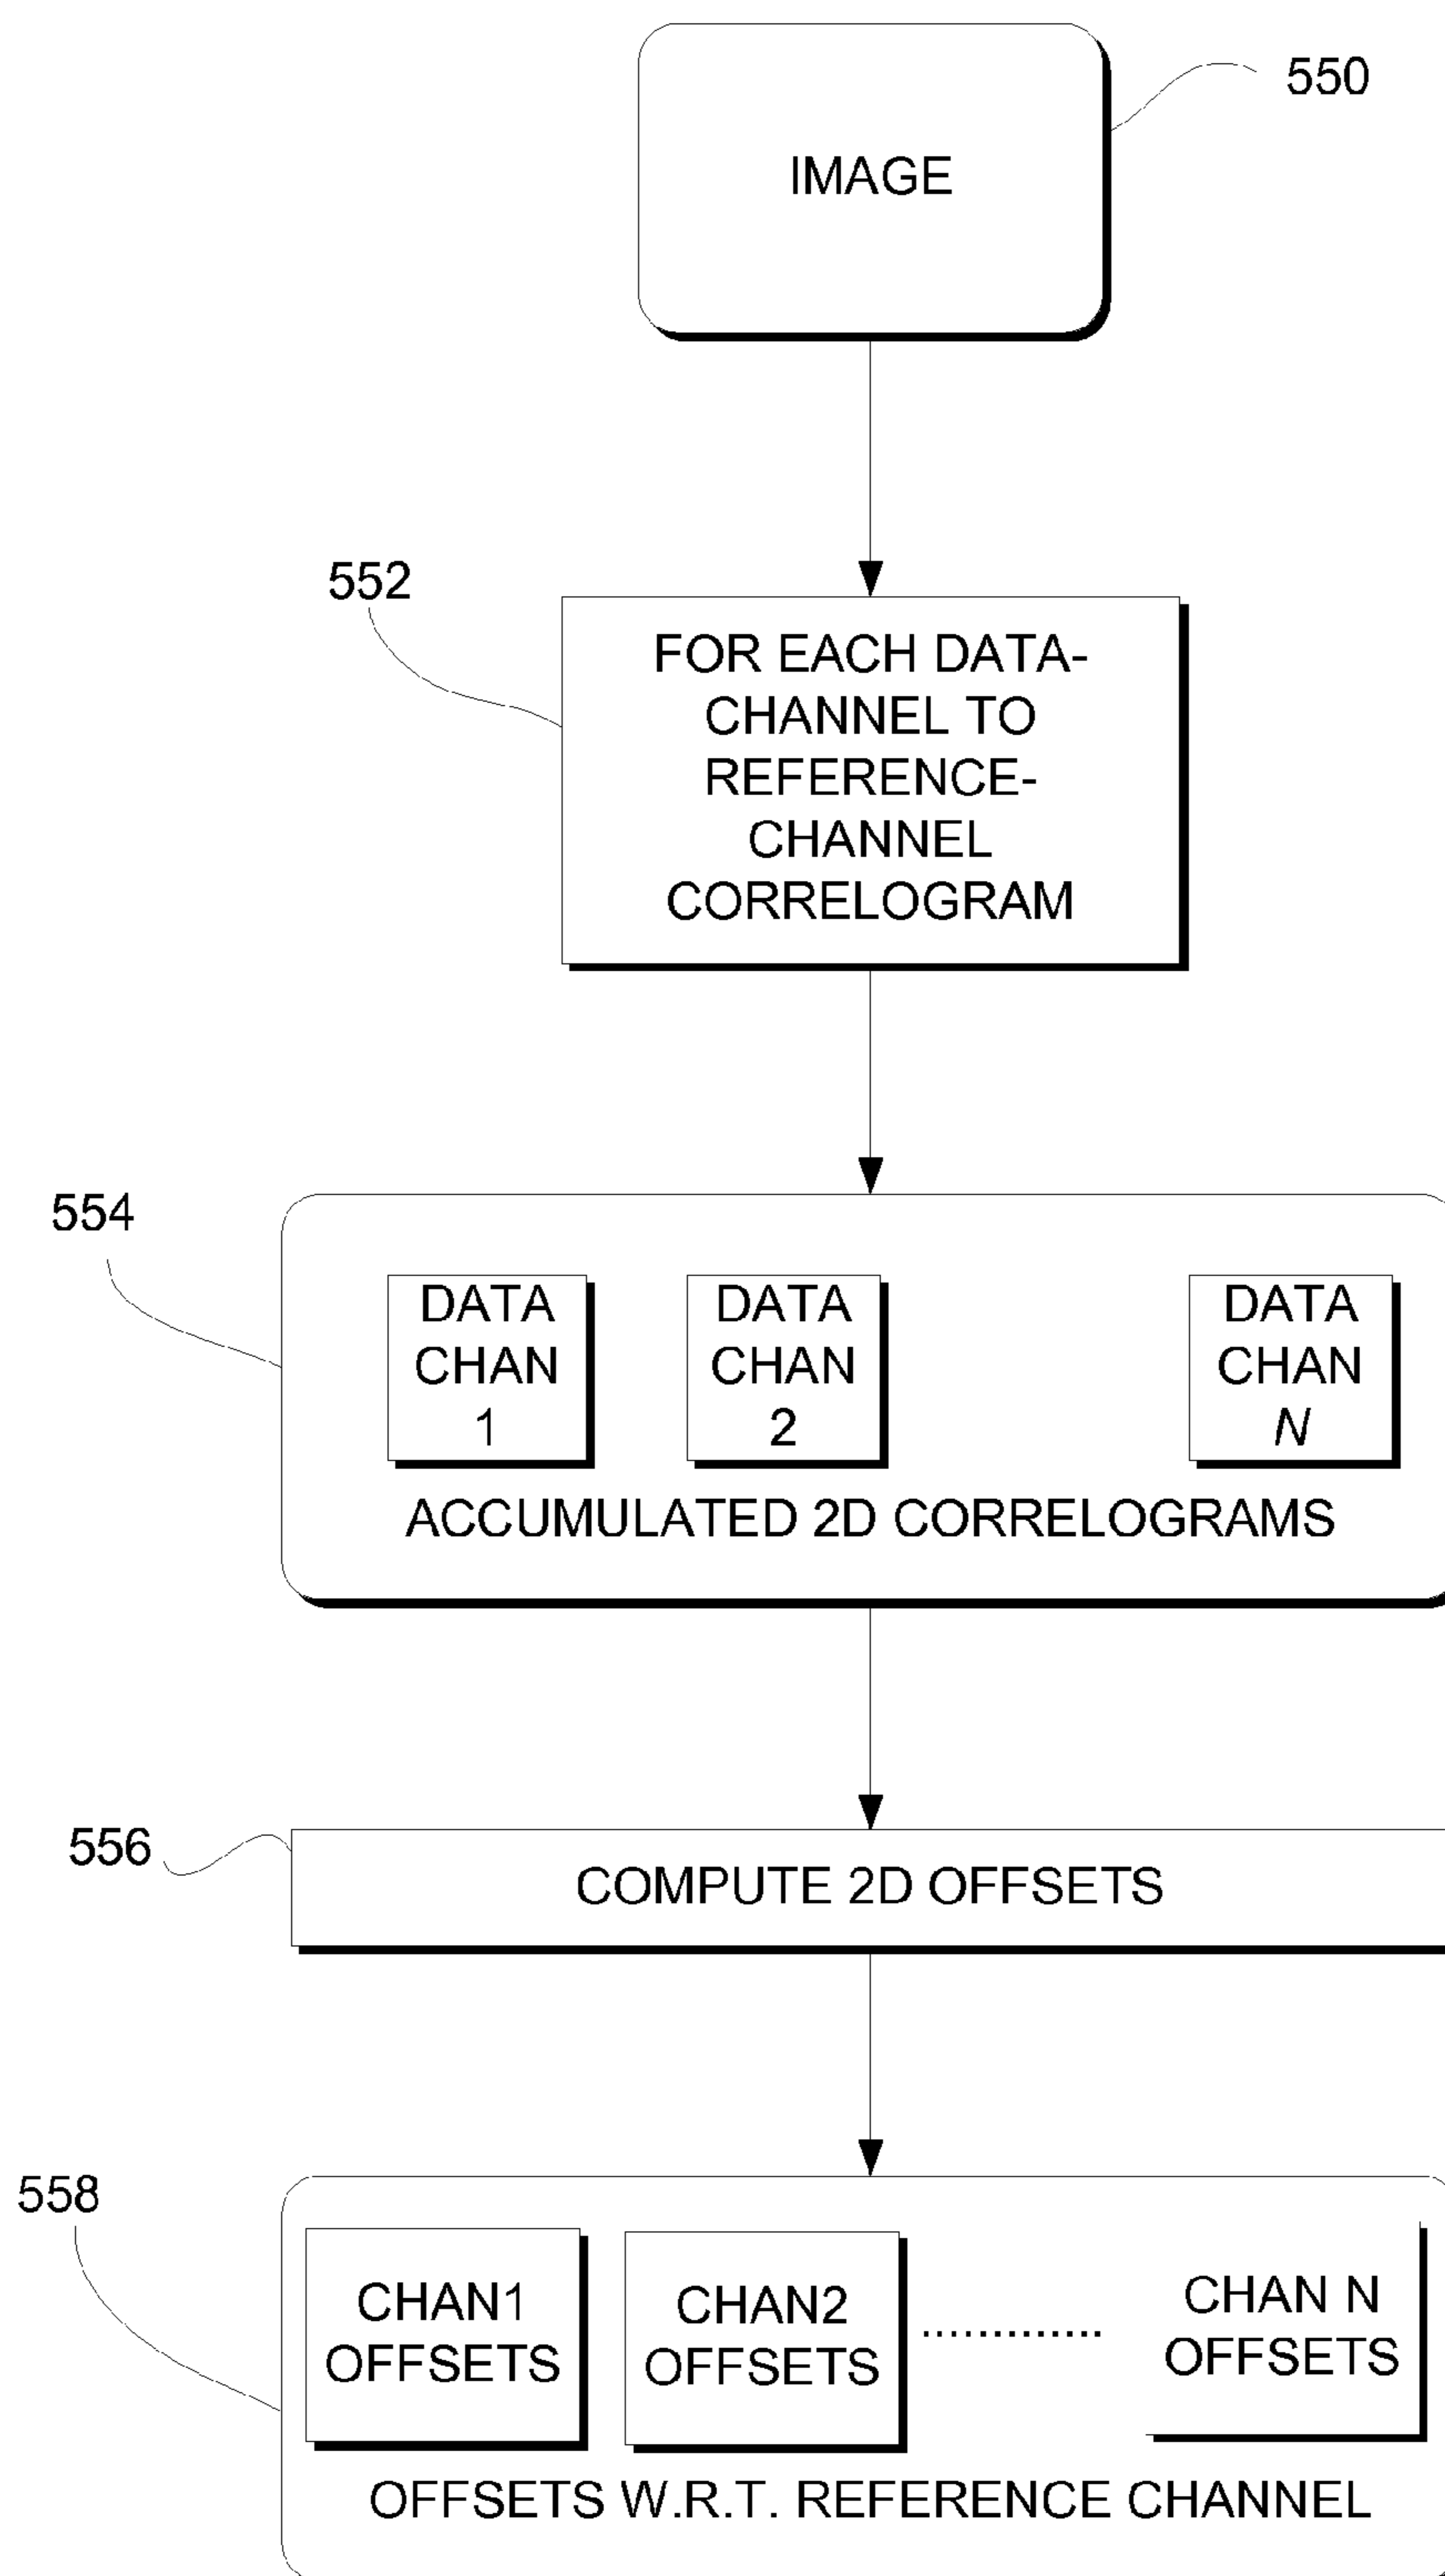 550
IMAGE
552
FOR EACH DATA-
CHANNEL TO
REFERENCE-
CHANNEL
CORRELOGRAM
554
DATA
CHAN
1
DATA
CHAN
2
DATA
CHAN
N
ACCUMULATED 2D CORRELOGRAMS
556
COMPUTE 2D OFFSETS
558
CHAN1
OFFSETS
CHAN2
OFFSETS
.............
CHAN N
OFFSETS
OFFSETS W.R.T. REFERENCE CHANNEL